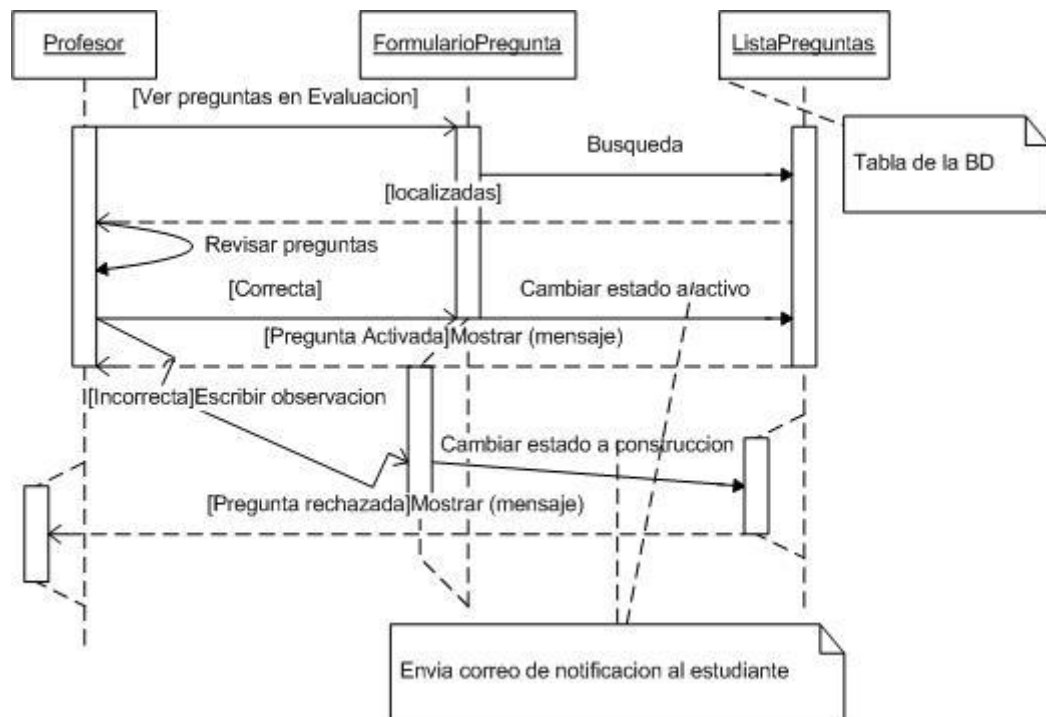 Profesor
FormularioPregunta
ListaPreguntas
[Ver preguntas en Evaluacion]
Busqueda
Tabla de la BD
[localizadas]
Revisar preguntas
[Correcta]
Cambiar estado a activo
[Pregunta Activada]Mostrar (mensaje)
[Incorrecta]Escribir observacion
Cambiar estado a construccion
[Pregunta rechazada]Mostrar (mensaje)
Envia correo de notificacion al estudiante